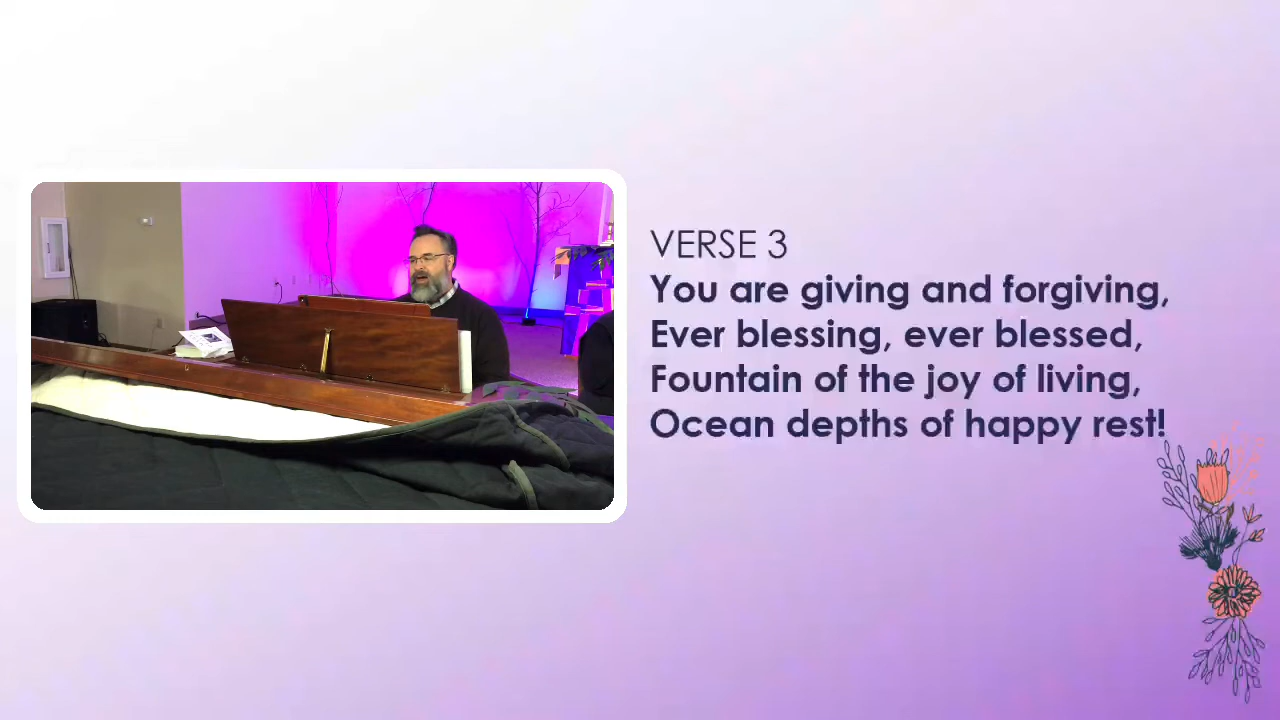 VERSE 3
You are giving and forgiving,
Ever blessing, ever blessed,
Fountain of the joy of living,
Ocean depths of happy rest!